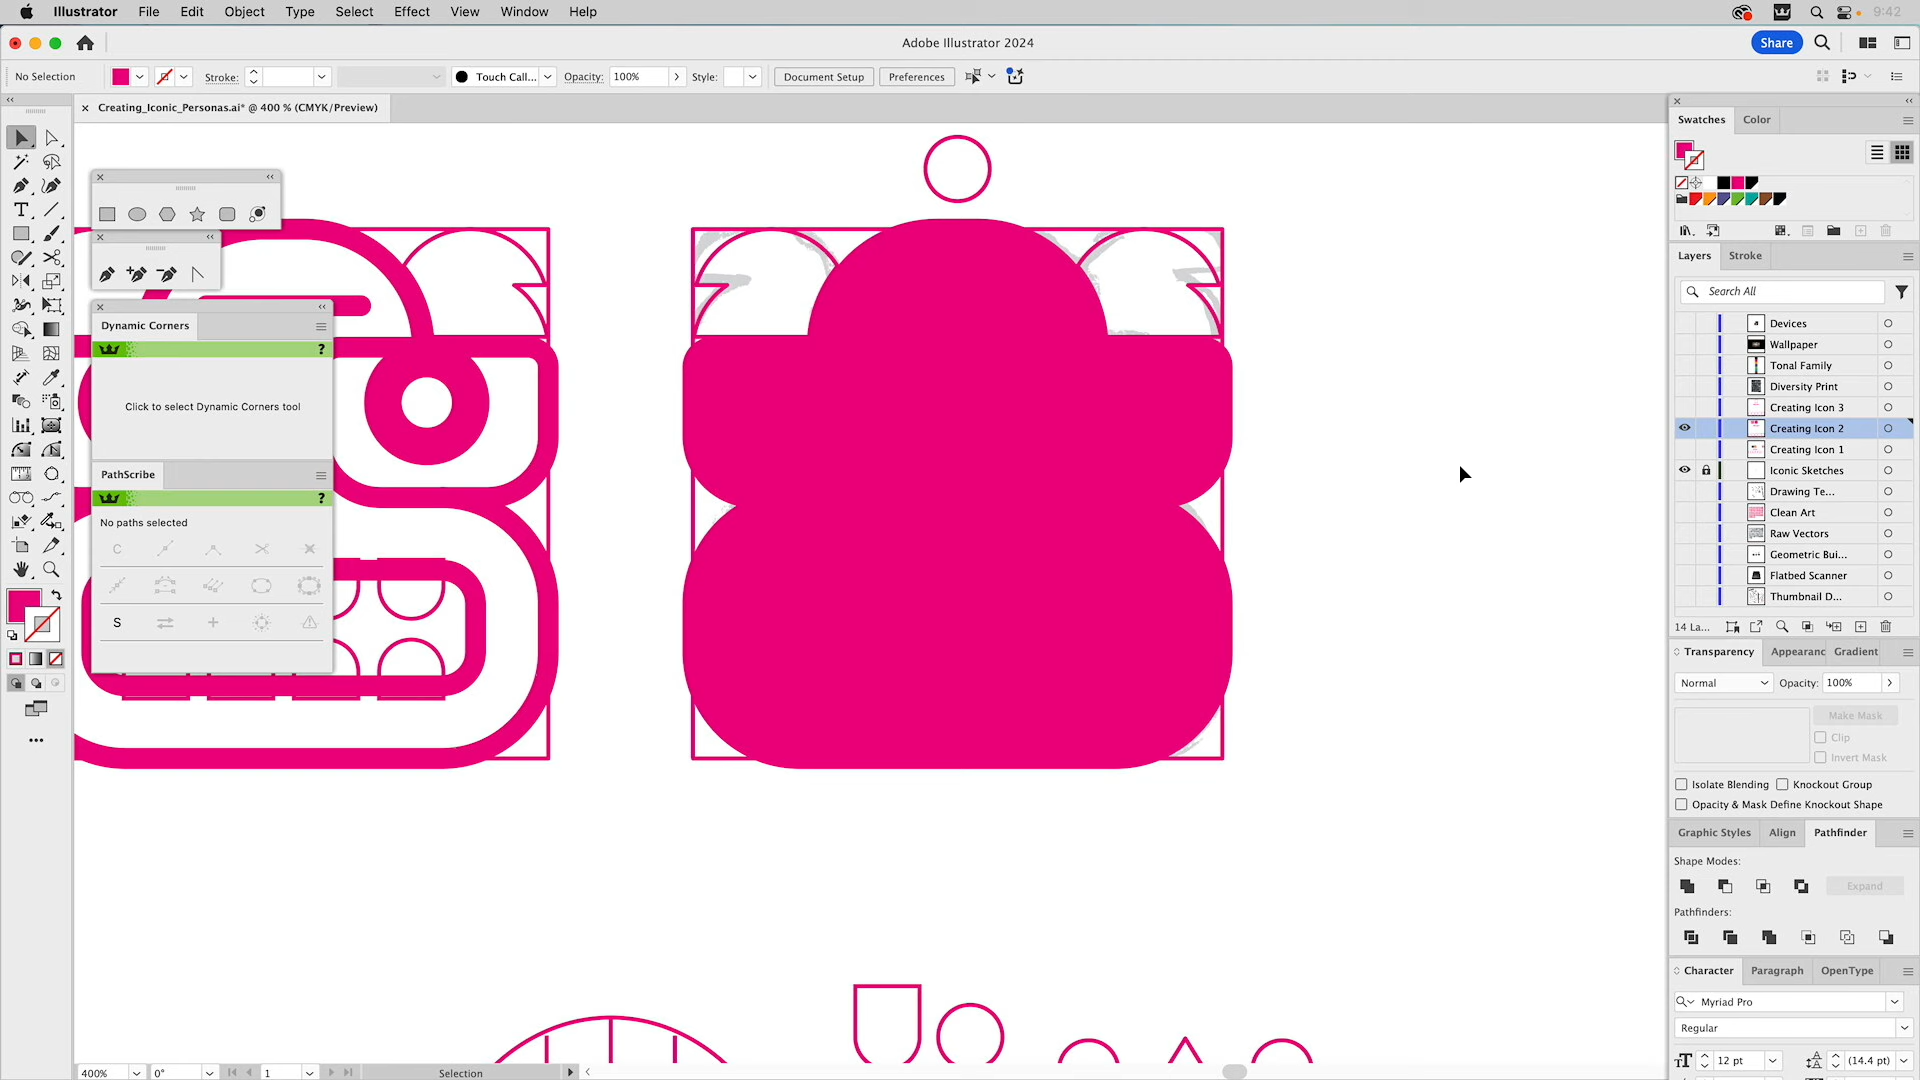 Illustrator File Edit Object Type Select Effect View Window Help 9:42
Adobe Illustrator 2024 Share
No Selection Stroke: Touch Call... Opacity: 100% Style: Document Setup Preferences
Creating_Iconic_Personas.ai* @ 400 % (CMYK/Preview)
Swatches Color
Layers Stroke
Search All
Devices
Wallpaper
Tonal Family
Diversity Print
Creating Icon 3
Creating Icon 2
Creating Icon 1
Iconic Sketches
Drawing Te...
Clean Art
Raw Vectors
Geometric Bui...
Flatbed Scanner
Thumbnail D...
14 La...
Dynamic Corners
?
Click to select Dynamic Corners tool
PathScribe
?
No paths selected
C
S
Transparency Appearanc Gradient
Normal Opacity: 100%
Make Mask
Clip
Invert Mask
Isolate Blending Knockout Group
Opacity & Mask Define Knockout Shape
Graphic Styles Align Pathfinder
Shape Modes:
Expand
Pathfinders:
Character Paragraph OpenType
Myriad Pro
Regular
12 pt (14.4 pt)
400% 0° 1 Selection